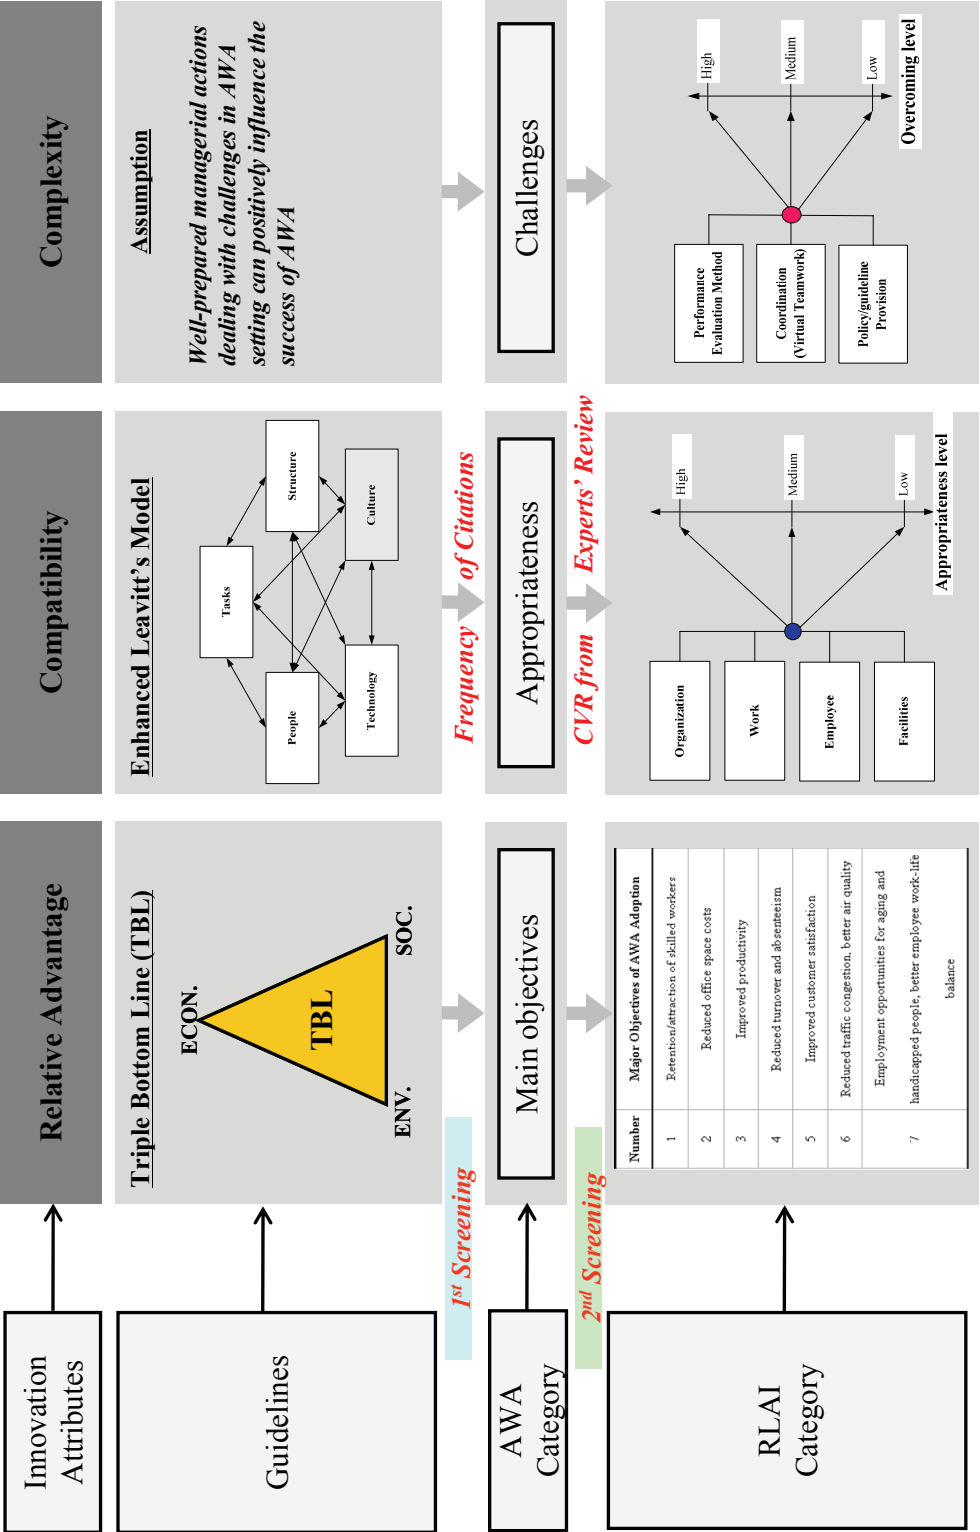 Innovation
Attributes
Relative Advantage
Compatibility
Complexity
Guidelines
Triple Bottom Line (TBL)
ECON.
TBL
ENV.
SOC.
Enhanced Leavitt’s Model
Tasks
People
Structure
Technology
Culture
Assumption
Well-prepared managerial actions
dealing with challenges in AWA
setting can positively influence the
success of AWA
1st Screening
Frequency of Citations
AWA
Category
Main objectives
Appropriateness
Challenges
2nd Screening
CVR from Experts’ Review
RLAI
Category
Number Major Objectives of AWA Adoption
1 Retention/attraction of skilled workers
2 Reduced office space costs
3 Improved productivity
4 Reduced turnover and absenteeism
5 Improved customer satisfaction
6 Reduced traffic congestion, better air quality
7 Employment opportunities for aging and
handicapped people, better employee work-life
balance
Organization
Work
Employee
Facilities
High
Medium
Low
Appropriateness level
Performance
Evaluation Method
Coordination
(Virtual Teamwork)
Policy/guideline
Provision
High
Medium
Low
Overcoming level